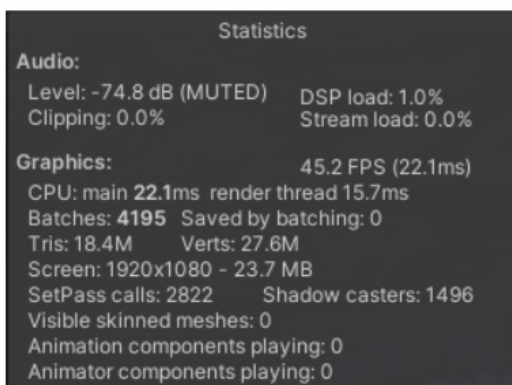 Statistics
Audio:
Level: -74.8 dB (MUTED) DSP load: 1.0%
Clipping: 0.0% Stream load: 0.0%
Graphics: 45.2 FPS (22.1ms)
CPU: main 22.1ms render thread 15.7ms
Batches: 4195 Saved by batching: 0
Tris: 18.4M Verts: 27.6M
Screen: 1920x1080 - 23.7 MB
SetPass calls: 2822 Shadow casters: 1496
Visible skinned meshes: 0
Animation components playing: 0
Animator components playing: 0